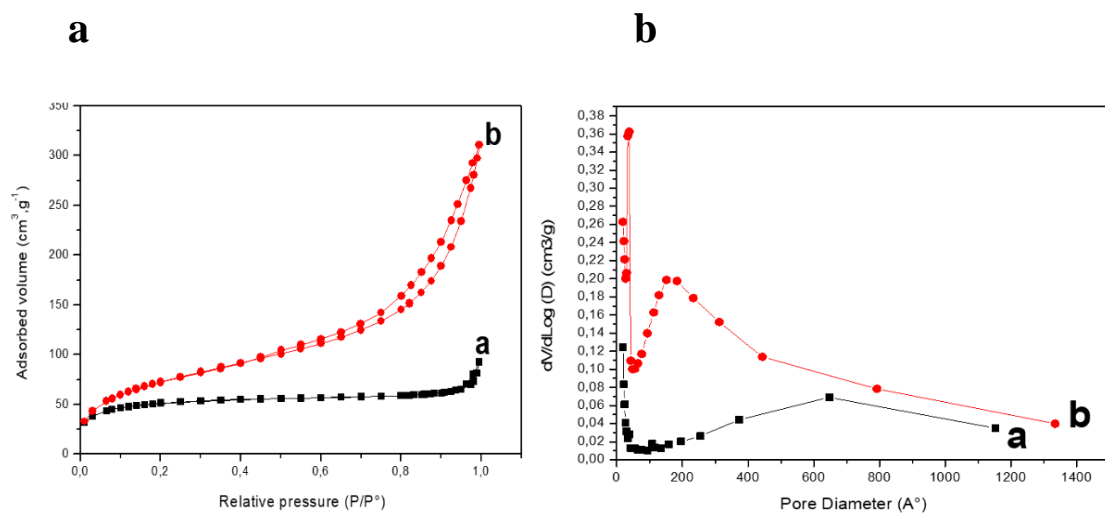 a
b
Adsorbed volume (cm³,g⁻¹)
350
300
250
200
150
100
50
0
b
a
0,0 0,2 0,4 0,6 0,8 1,0
Relative pressure (P/P°)
dV/dLog (D) (cm3/g)
0,40
0,38
0,36
0,34
0,32
0,30
0,28
0,26
0,24
0,22
0,20
0,18
0,16
0,14
0,12
0,10
0,08
0,06
0,04
0,02
0,00
a
b
0 200 400 600 800 1000 1200 1400
Pore Diameter (A°)